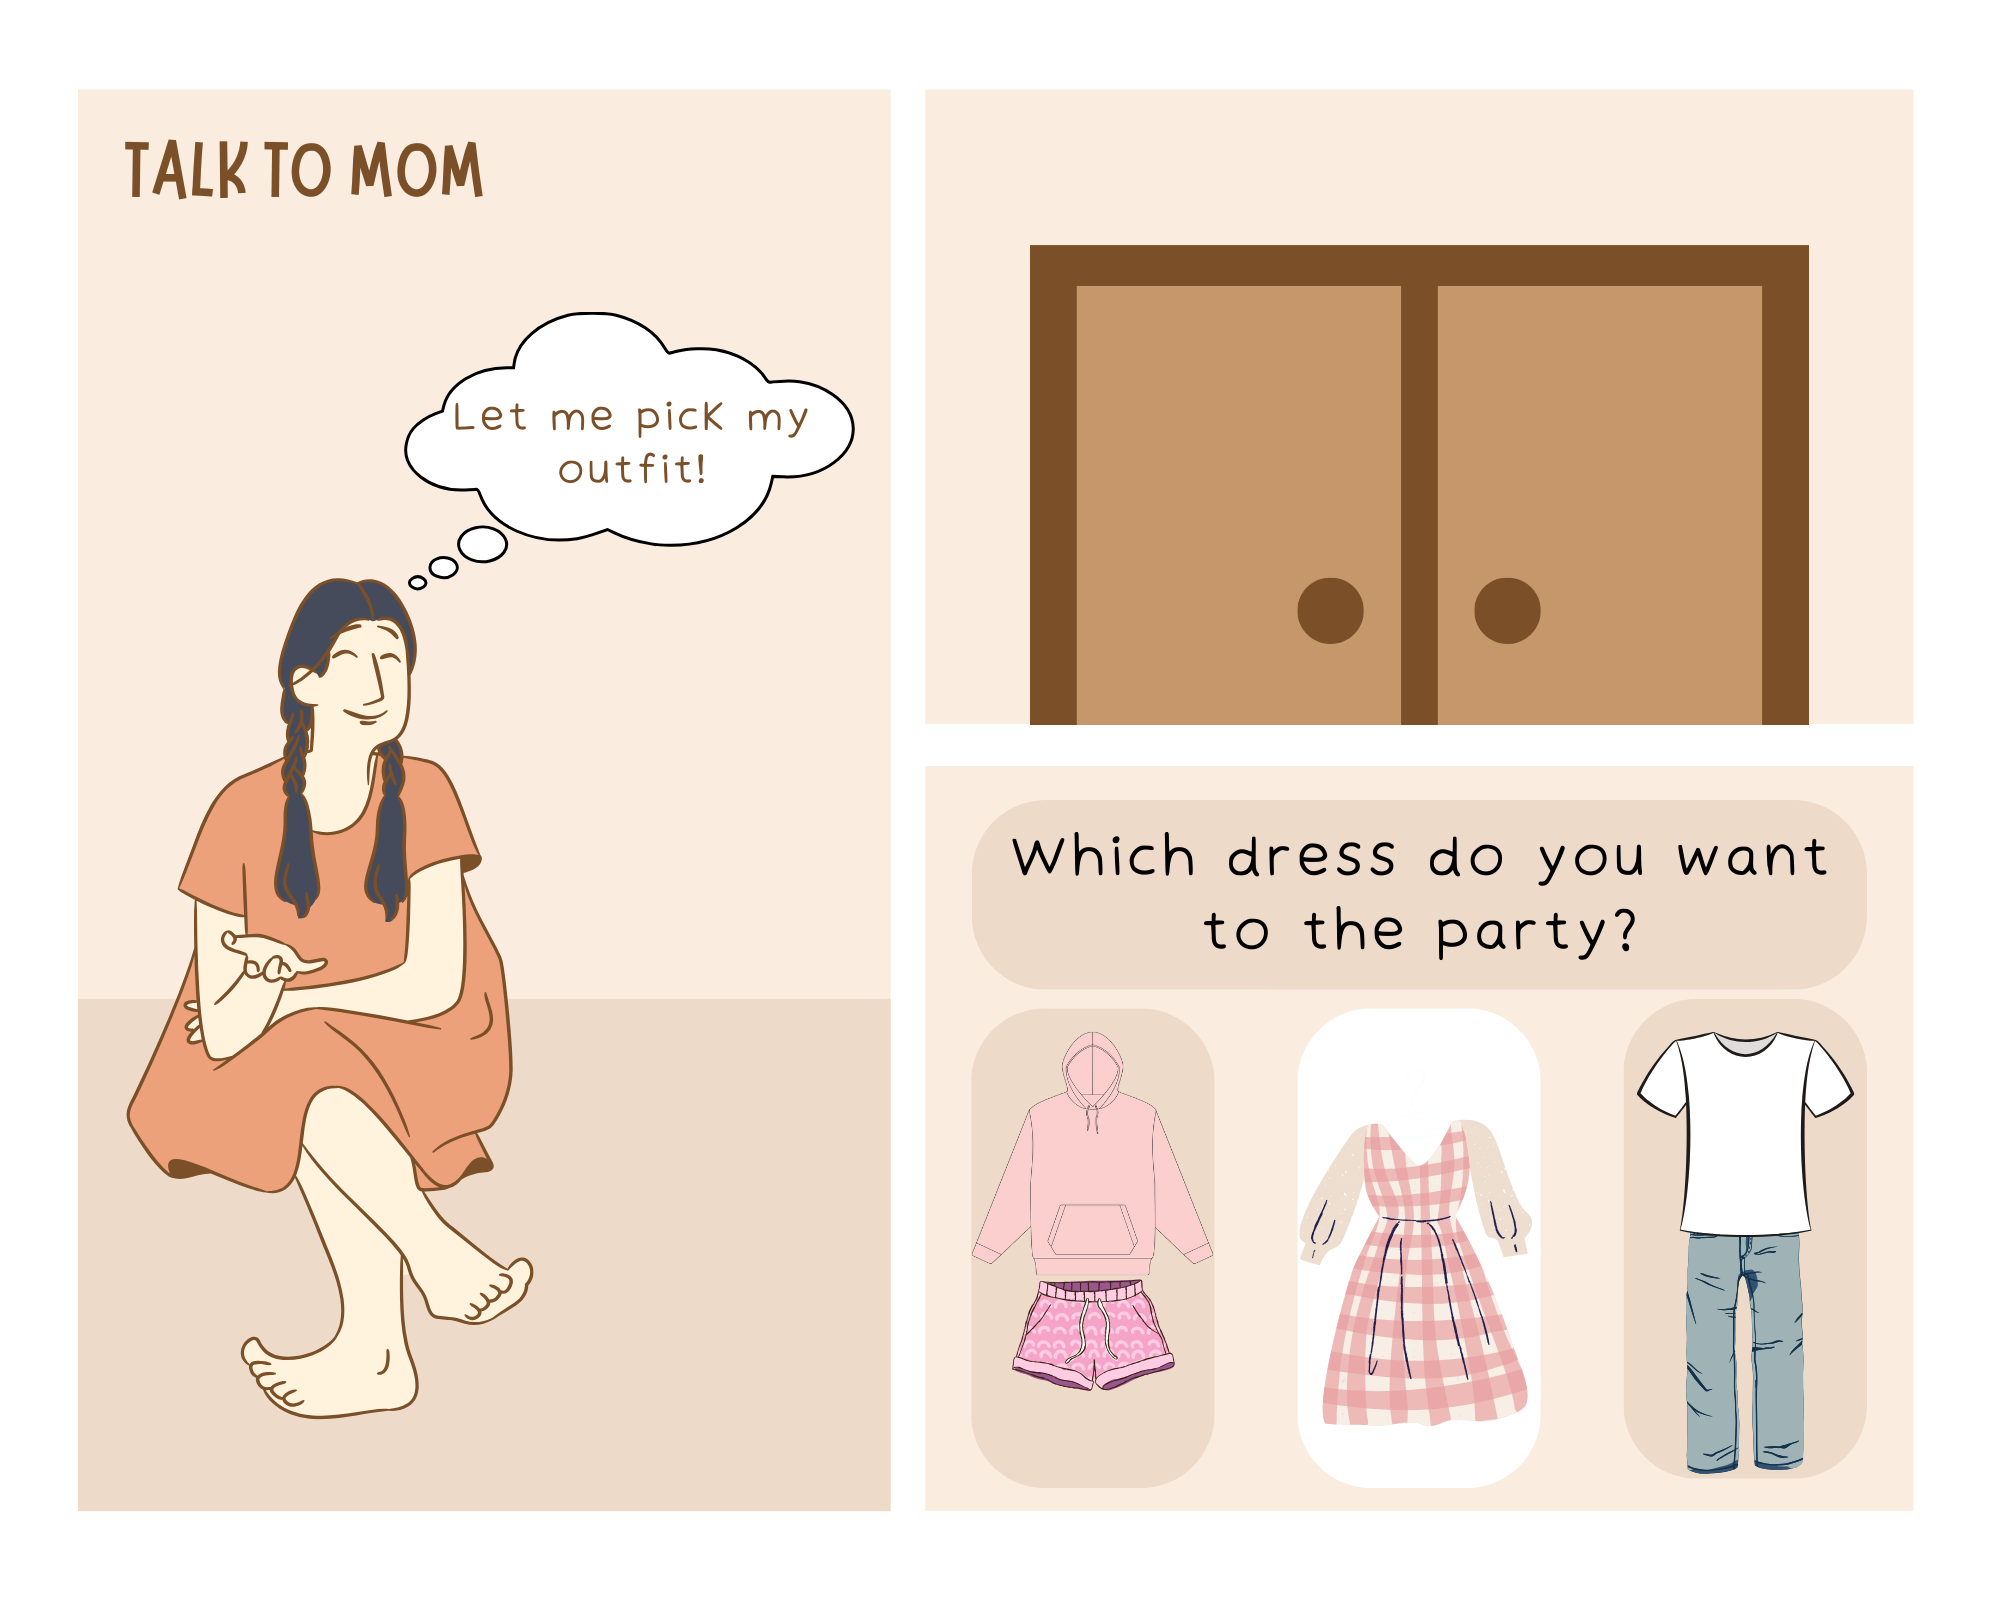 TALK TO MOM
Let me pick my
outfit!
Which dress do you want
to the party?